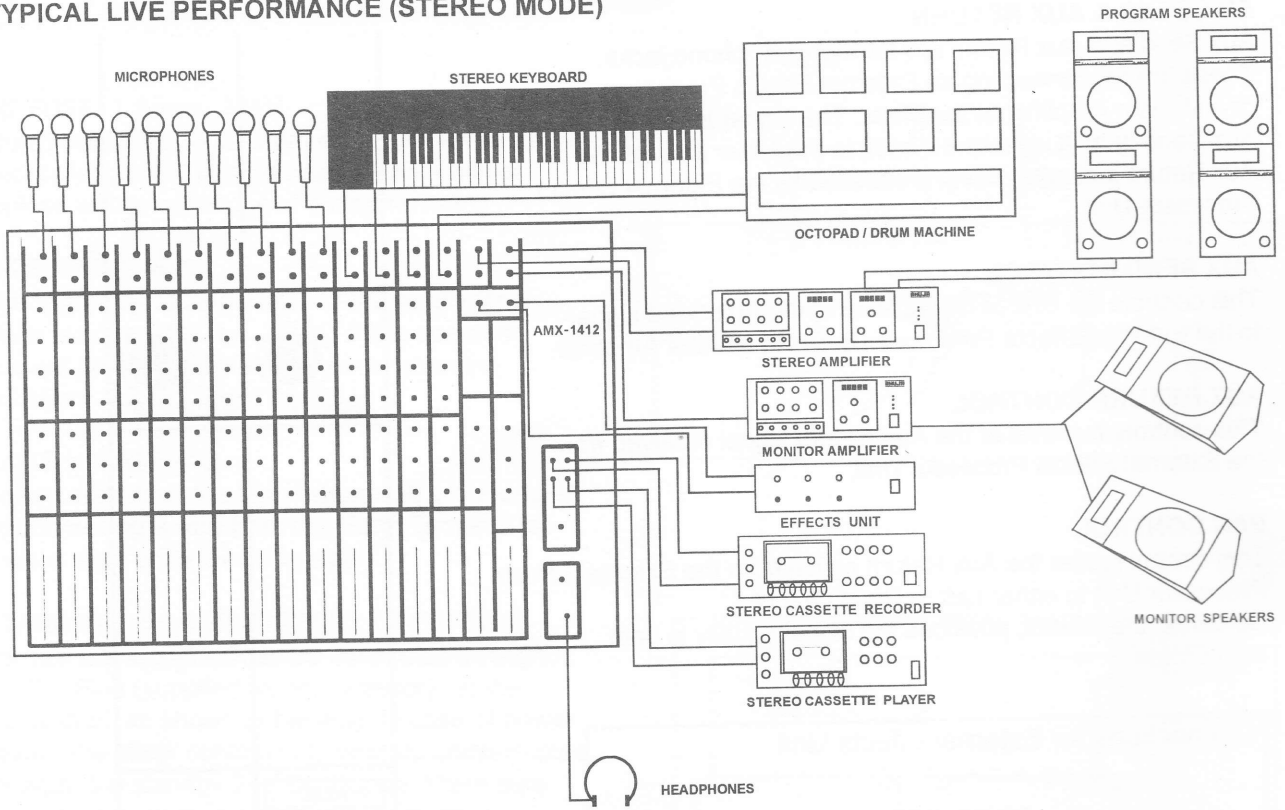 TYPICAL LIVE PERFORMANCE (STEREO MODE)
PROGRAM SPEAKERS
MICROPHONES
STEREO KEYBOARD
OCTOPAD / DRUM MACHINE
AMX-1412
STEREO AMPLIFIER
MONITOR AMPLIFIER
EFFECTS UNIT
STEREO CASSETTE RECORDER
MONITOR SPEAKERS
STEREO CASSETTE PLAYER
HEADPHONES